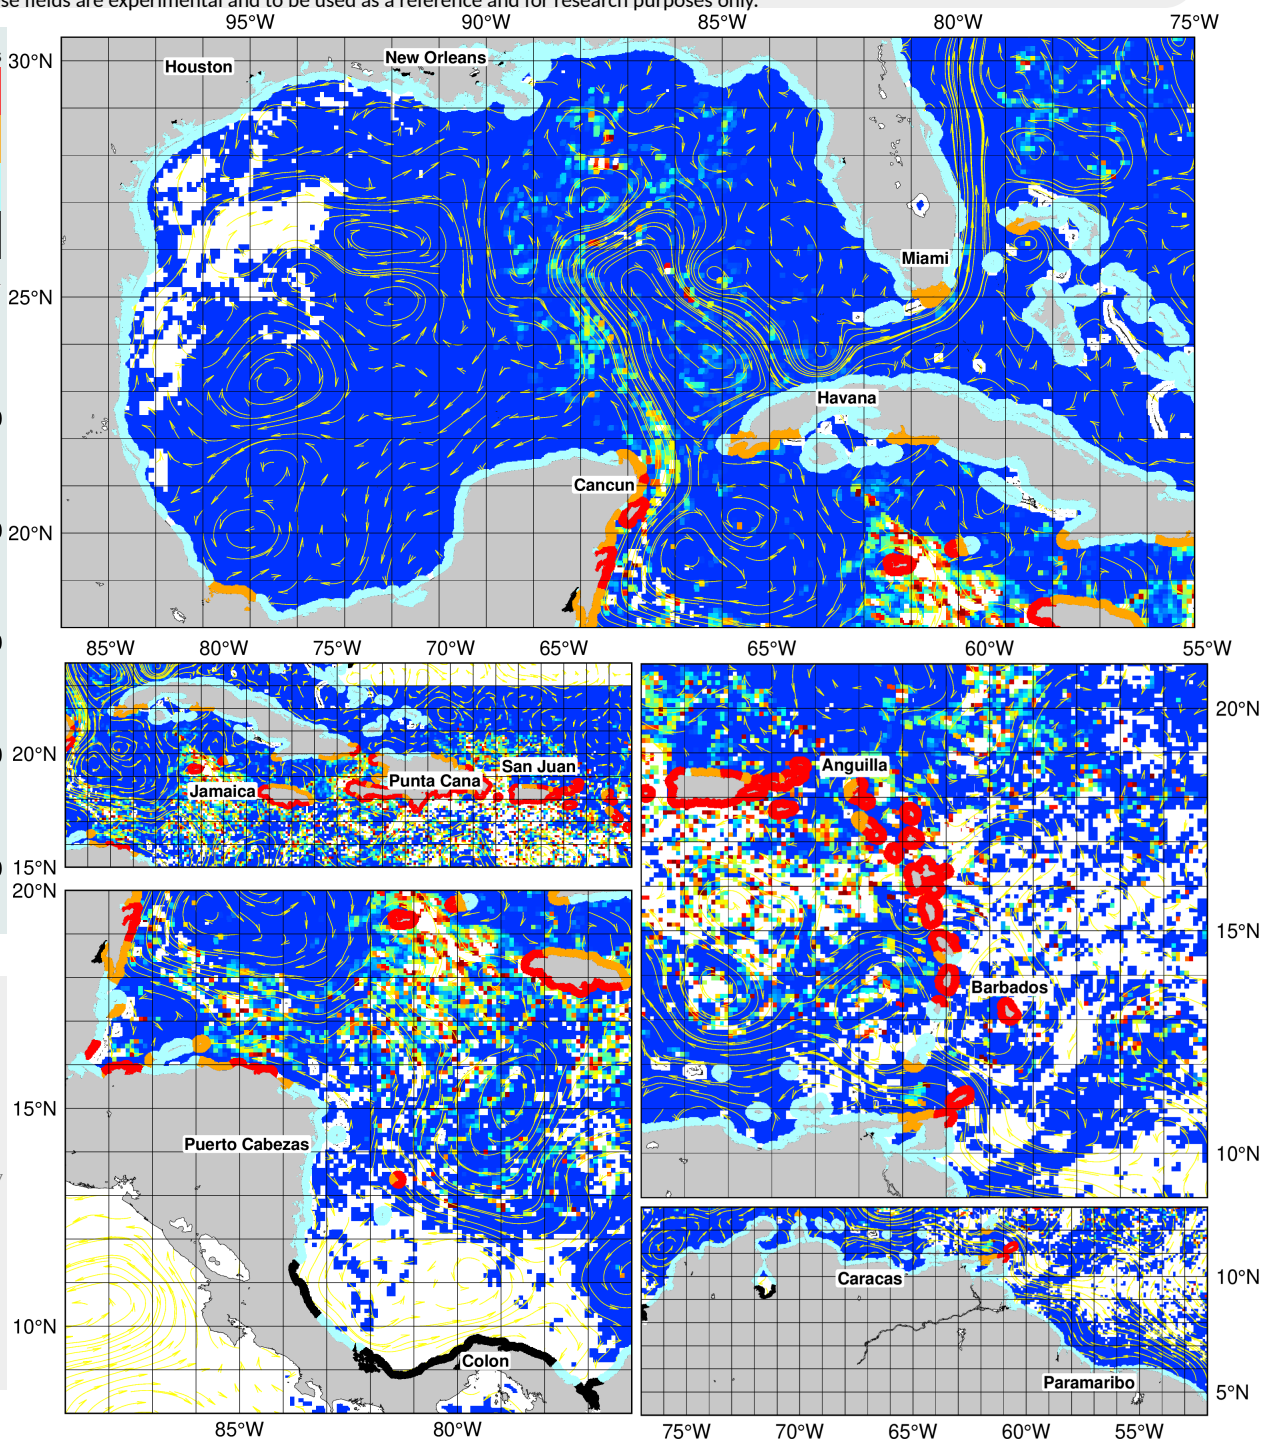 se fields are experimental and to be used as a reference and for research purposes only.
95°W 90°W 85°W 80°W 75°W
30°N
Houston
New Orleans
Miami
25°N
Havana
Cancun
20°N
85°W 80°W 75°W 70°W 65°W
20°N
San Juan
Punta Cana
Jamaica
15°N
65°W 60°W 55°W
20°N
Anguilla
15°N
Barbados
10°N
20°N
15°N
Puerto Cabezas
10°N
Colon
85°W 80°W
10°N
Caracas
Paramaribo
5°N
75°W 70°W 65°W 60°W 55°W